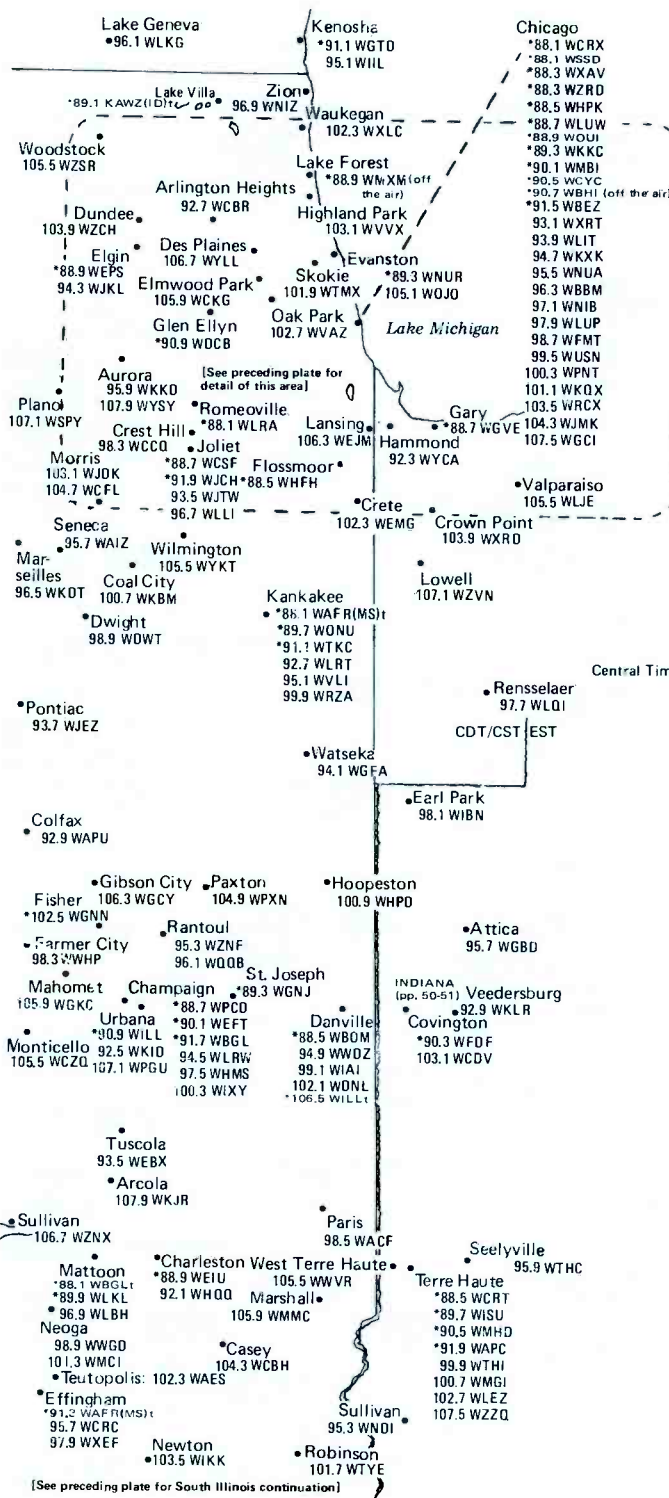 Lake Geneva
96.1 WLKG
Kenosha
*91.1 WGTD
95.1 WIIL
Chicago
*88.1 WCRX
*88.1 WSSD
*88.3 WXAV
*88.3 WZRD
*88.5 WHPK
*88.7 WLUW
*88.9 WOUI
*89.3 WKKC
*90.1 WMBI
*90.5 WCYC
*90.7 WBHI (off the air)
*91.5 WBEZ
93.1 WXRT
93.9 WLIT
94.7 WKXK
95.5 WNUA
96.3 WBBM
97.1 WNIB
97.9 WLUP
98.7 WFMT
99.5 WUSN
100.3 WPNT
101.1 WKQX
103.5 WRCX
104.3 WJMK
107.5 WGCI
Lake Villa
*89.1 KAWZ(ID)t
Zion
96.9 WNIZ
Waukegan
102.3 WXLC
Woodstock
105.5 WZSR
Lake Forest
*88.9 WMXM (off
the air)
Arlington Heights
92.7 WCBR
Highland Park
103.1 WVVX
Dundee
103.9 WZCH
Des Plaines
106.7 WYLL
Elgin
*88.9 WEPS
94.3 WJKL
Evanston
*89.3 WNUR
105.1 WOJO
Skokie
101.9 WTMX
Elmwood Park
105.9 WCKG
Oak Park
102.7 WVAZ
Lake Michigan
Glen Ellyn
*90.9 WDCB
Aurora
95.9 WKKD
107.9 WYSY
[See preceding plate for
detail of this area]
Plano
107.1 WSPY
Romeoville
*88.1 WLRA
Crest Hill
98.3 WCCQ
Lansing
106.3 WEJM
Hammond
92.3 WYCA
Gary
*88.7 WGVE
Joliet
*88.7 WCSF
*91.9 WJCH
93.5 WJTW
96.7 WLLI
Flossmoor
*88.5 WHFH
Morris
103.1 WJDK
104.7 WCFL
Valparaiso
105.5 WLJE
Crete
102.3 WEMG
Crown Point
103.9 WXRD
Seneca
95.7 WAIZ
Wilmington
105.5 WYKT
Mar-
seilles
96.5 WKOT
Coal City
100.7 WKBM
Lowell
107.1 WZVN
Dwight
98.9 WDWT
Kankakee
*88.1 WAFR(MS)t
*89.7 WONU
*91.1 WTKC
92.7 WLRT
95.1 WVLI
99.9 WRZA
Central Tim
Pontiac
93.7 WJEZ
Rensselaer
97.7 WLQI
CDT/CST EST
Watseka
94.1 WGFA
Earl Park
98.1 WIBN
Colfax
92.9 WAPU
Gibson City
106.3 WGCY
Paxton
104.9 WPXN
Hoopeston
100.9 WHPD
Fisher
*102.5 WGNN
Rantoul
95.3 WZNF
96.1 WQQB
Attica
95.7 WGBD
Farmer City
98.3 WWHP
Mahomet
105.9 WGKC
St. Joseph
*89.3 WGNJ
INDIANA
(pp. 50-51)
Veedersburg
92.9 WKLR
Champaign
*88.7 WPCD
*90.1 WEFT
*91.7 WBGL
94.5 WLRW
97.5 WHMS
100.3 WIXY
Urbana
*90.9 WILL
92.5 WKIO
107.1 WPGU
Monticello
105.5 WCZQ
Danville
*88.5 WBOM
94.9 WWDZ
99.1 WIAI
102.1 WDNL
*106.5 WILLt
Covington
*90.3 WFDF
103.1 WCDV
Tuscola
93.5 WEBX
Arcola
107.9 WKJR
Sullivan
106.7 WZNX
Paris
98.5 WACF
Mattoon
*88.1 WBGLt
*89.9 WLKL
96.9 WLBH
Charleston
*88.9 WEIU
92.1 WHQQ
West Terre Haute
105.5 WWVR
Seelyville
95.9 WTHC
Terre Haute
*88.5 WCRT
*89.7 WISU
*90.5 WMHD
*91.9 WAPC
99.9 WTHI
100.7 WMGI
102.7 WLEZ
107.5 WZZQ
Marshall
105.9 WMMC
Neoga
98.9 WWGO
101.3 WMCI
Casey
104.3 WCBH
Teutopolis: 102.3 WAES
Effingham
*91.3 WAFR(MS)t
95.7 WCRC
97.9 WXEF
Sullivan
95.3 WNDI
Newton
103.5 WIKK
Robinson
101.7 WTYE
[See preceding plate for South Illinois continuation]